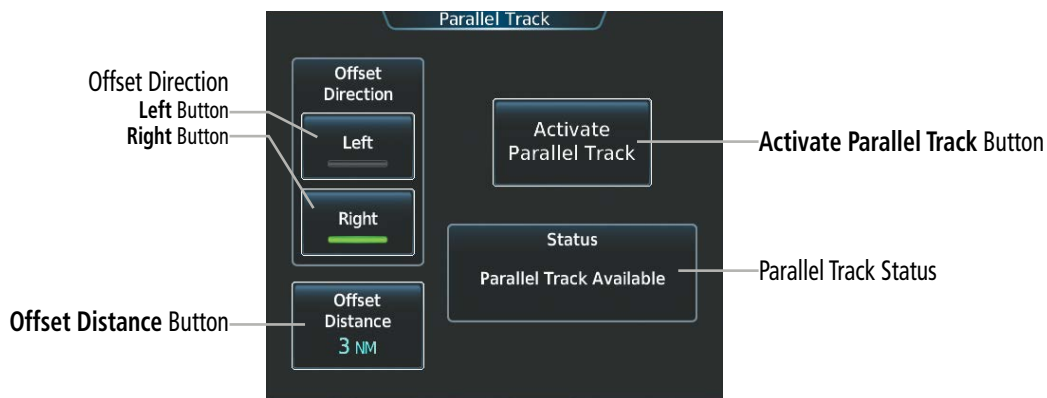 Parallel Track
Offset Direction
Left Button
Right Button
Offset
Direction
Left
Right
Activate
Parallel Track
Activate Parallel Track Button
Status
Parallel Track Available
Parallel Track Status
Offset Distance Button
Offset
Distance
3 NM